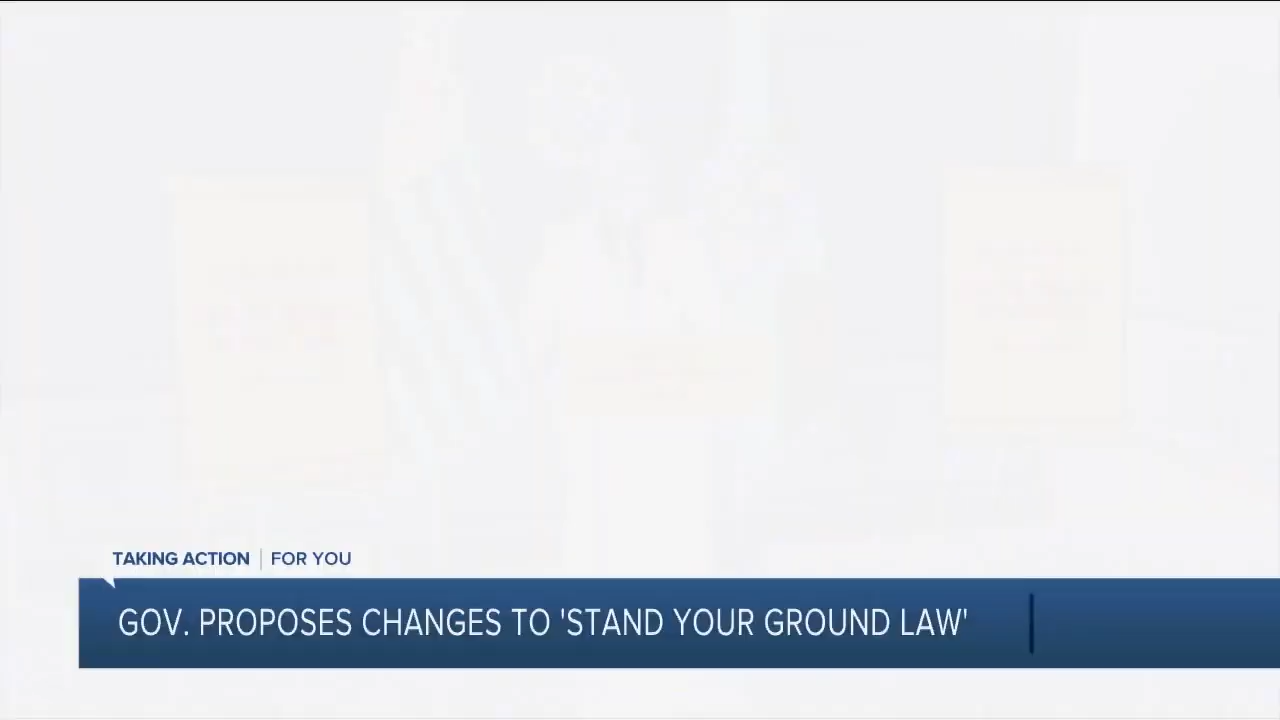 TAKING ACTION | FOR YOU
GOV. PROPOSES CHANGES TO 'STAND YOUR GROUND LAW'